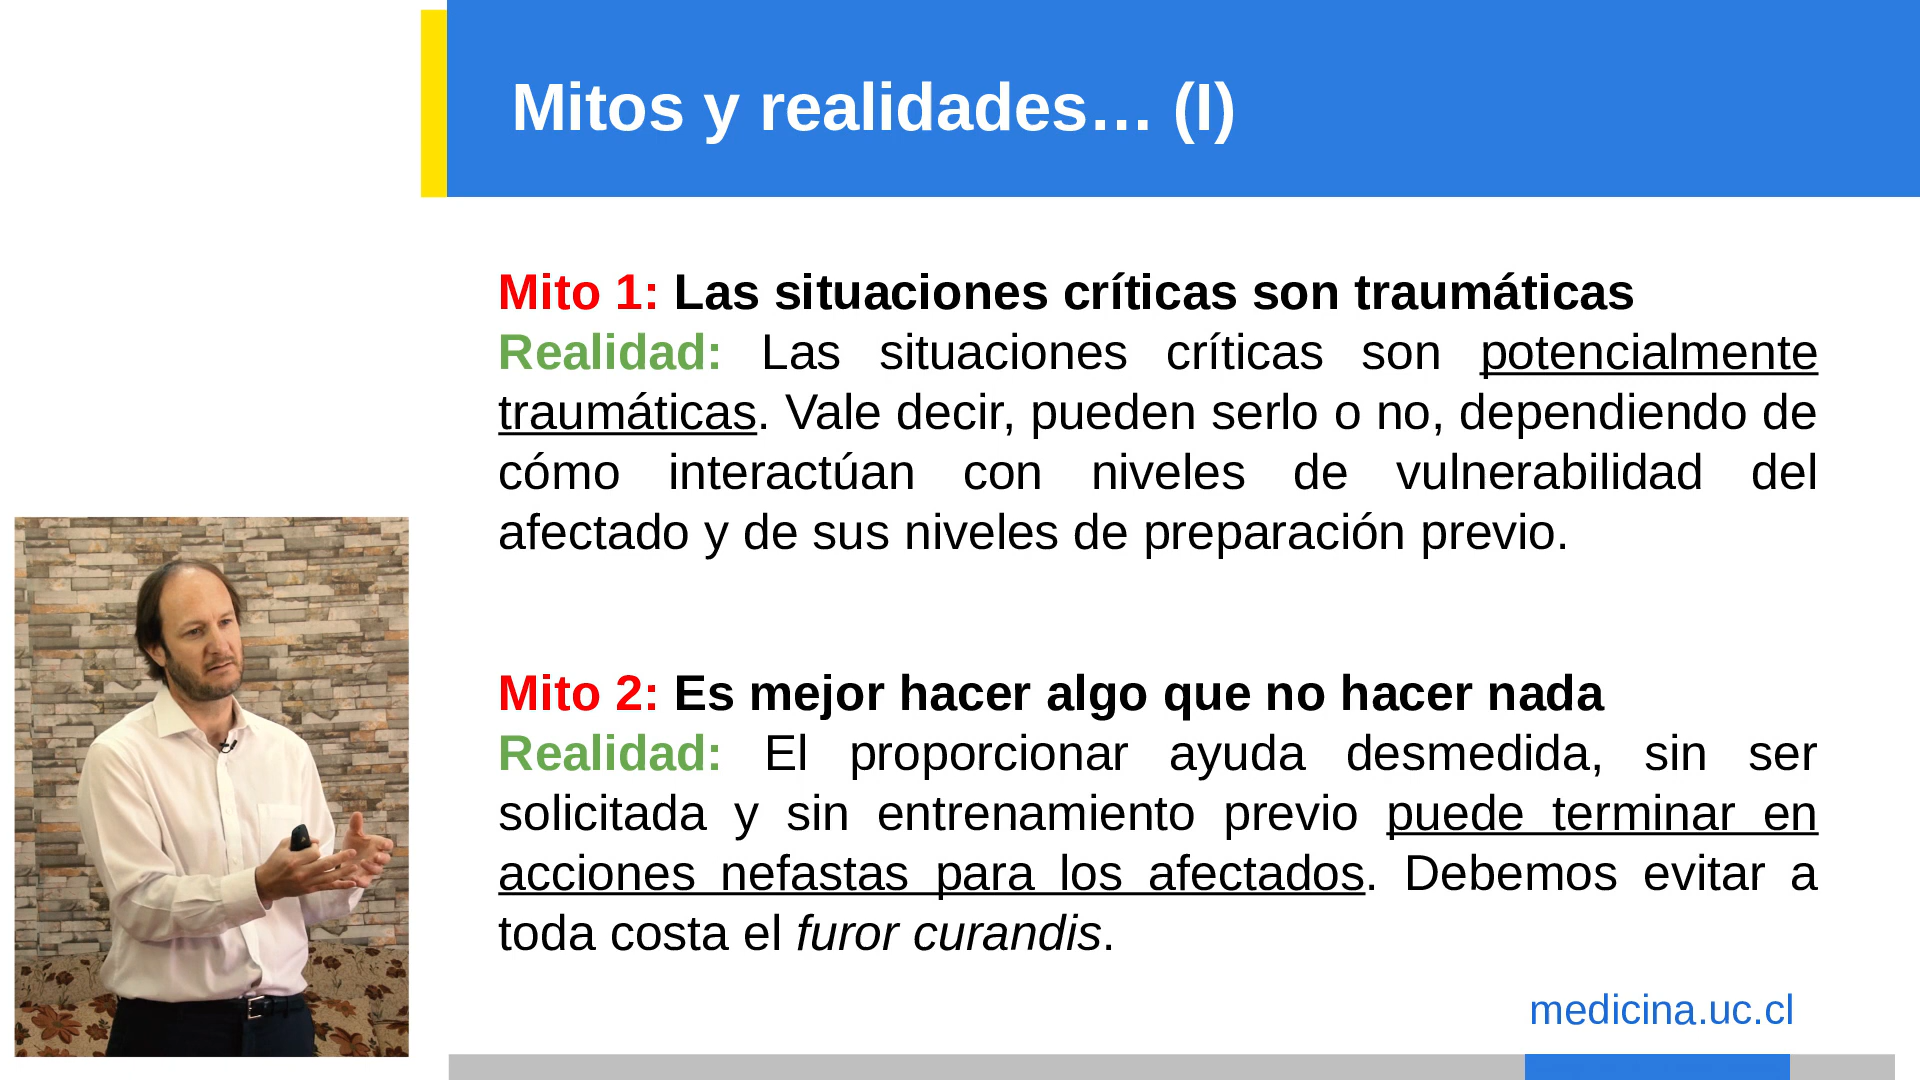 Mitos y realidades… (I)
Mito 1: Las situaciones críticas son traumáticas
Realidad: Las situaciones críticas son potencialmente
traumáticas. Vale decir, pueden serlo o no, dependiendo de
cómo interactúan con niveles de vulnerabilidad del
afectado y de sus niveles de preparación previo.
Mito 2: Es mejor hacer algo que no hacer nada
Realidad: El proporcionar ayuda desmedida, sin ser
solicitada y sin entrenamiento previo puede terminar en
acciones nefastas para los afectados. Debemos evitar a
toda costa el furor curandis.
medicina.uc.cl